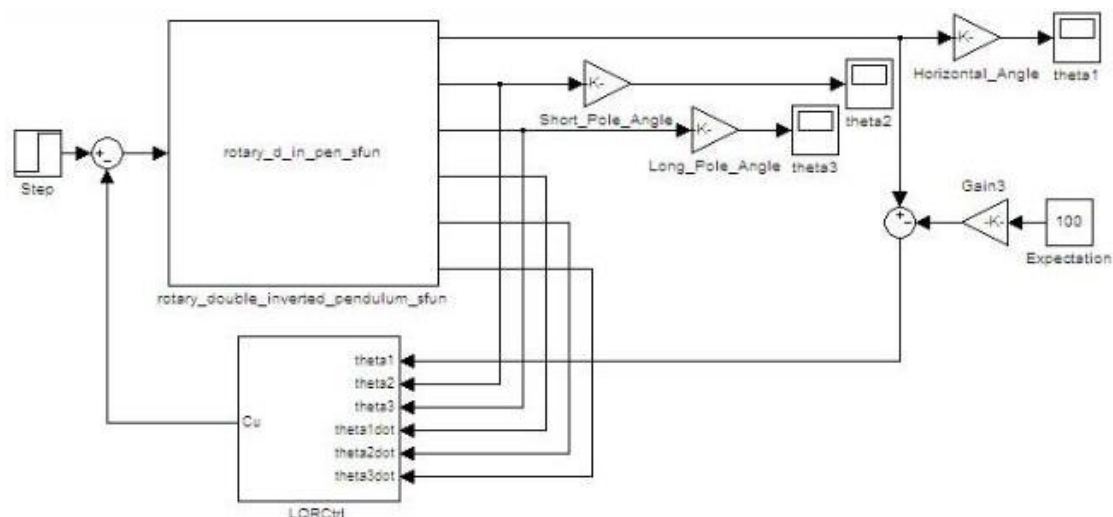 K-
theta1
Horizontal_Angle
K-
theta2
Short_Pole_Angle
K-
theta3
Long_Pole_Angle
rotary_d_in_pen_sfun
+
-
Step
Gain3
+
-
-K-
100
Expectation
rotary_double_inverted_pendulum_sfun
theta1
theta2
theta3
theta1dot
theta2dot
theta3dot
Cu
LQRCtrl